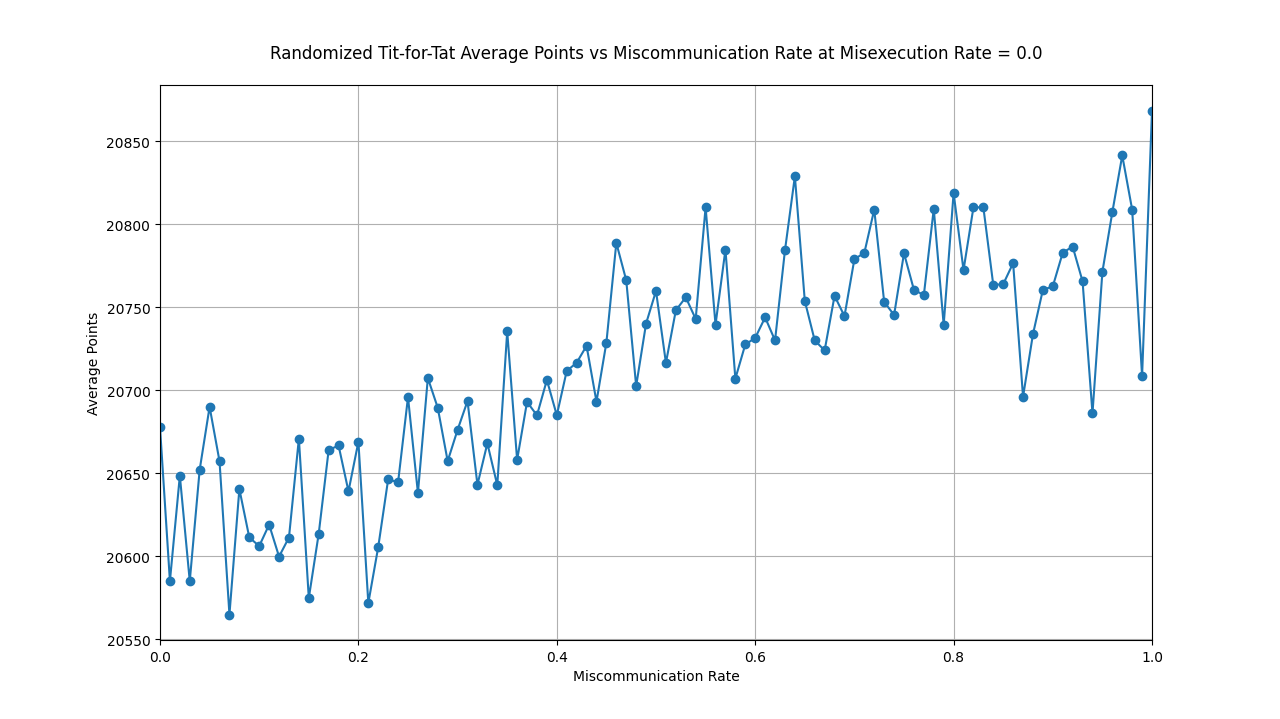 Randomized Tit-for-Tat Average Points vs Miscommunication Rate at Misexecution Rate = 0.0
20850
20800
20750
20700
20650
20600
20550
Average Points
0.0 0.2 0.4 0.6 0.8 1.0
Miscommunication Rate